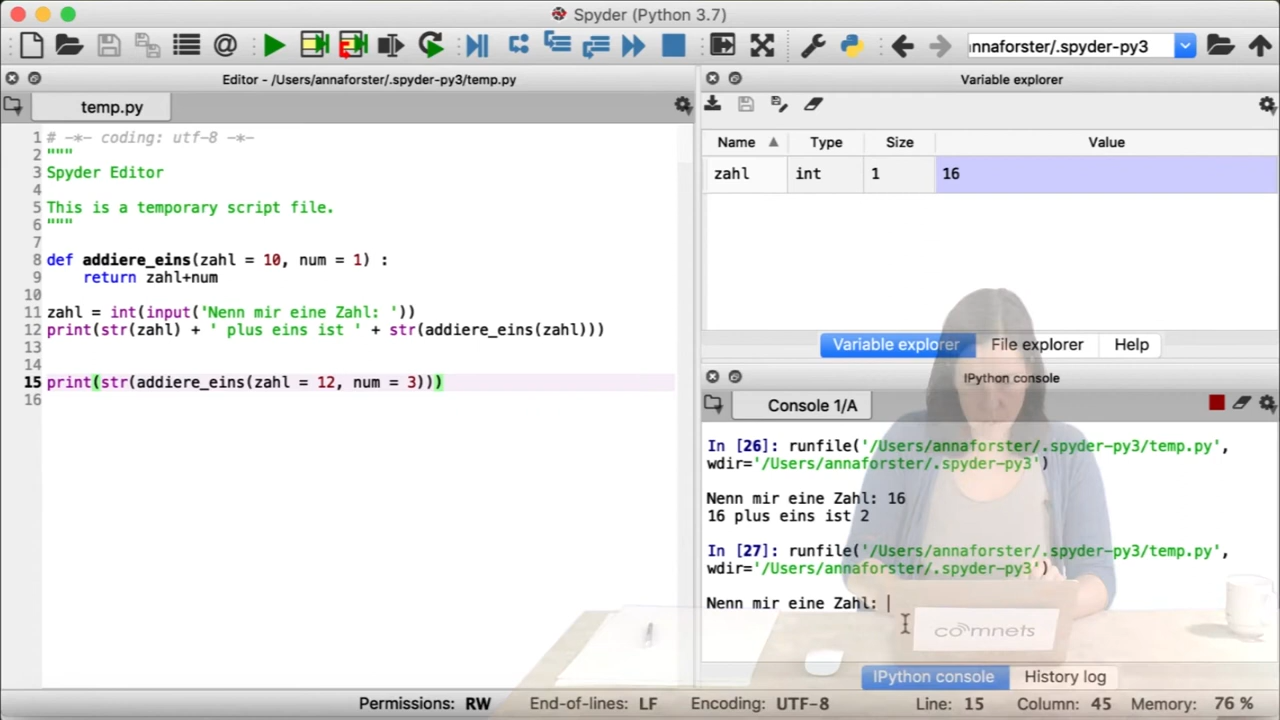 Spyder (Python 3.7)
nnaforster/.spyder-py3
Editor - /Users/annaforster/.spyder-py3/temp.py
temp.py
1 # -*- coding: utf-8 -*-
2 """
3 Spyder Editor
4
5 This is a temporary script file.
6 """
7
8 def addiere_eins(zahl = 10, num = 1) :
9     return zahl+num
10
11 zahl = int(input('Nenn mir eine Zahl: '))
12 print(str(zahl) + ' plus eins ist ' + str(addiere_eins(zahl)))
13
14
15 print(str(addiere_eins(zahl = 12, num = 3)))
16
Variable explorer
Name Type Size Value
zahl int 1 16
Variable explorer File explorer Help
IPython console
Console 1/A
In [26]: runfile('/Users/annaforster/.spyder-py3/temp.py',
wdir='/Users/annaforster/.spyder-py3')
Nenn mir eine Zahl: 16
16 plus eins ist 2
In [27]: runfile('/Users/annaforster/.spyder-py3/temp.py',
wdir='/Users/annaforster/.spyder-py3')
Nenn mir eine Zahl:
comnets
IPython console History log
Permissions: RW End-of-lines: LF Encoding: UTF-8 Line: 15 Column: 45 Memory: 76 %